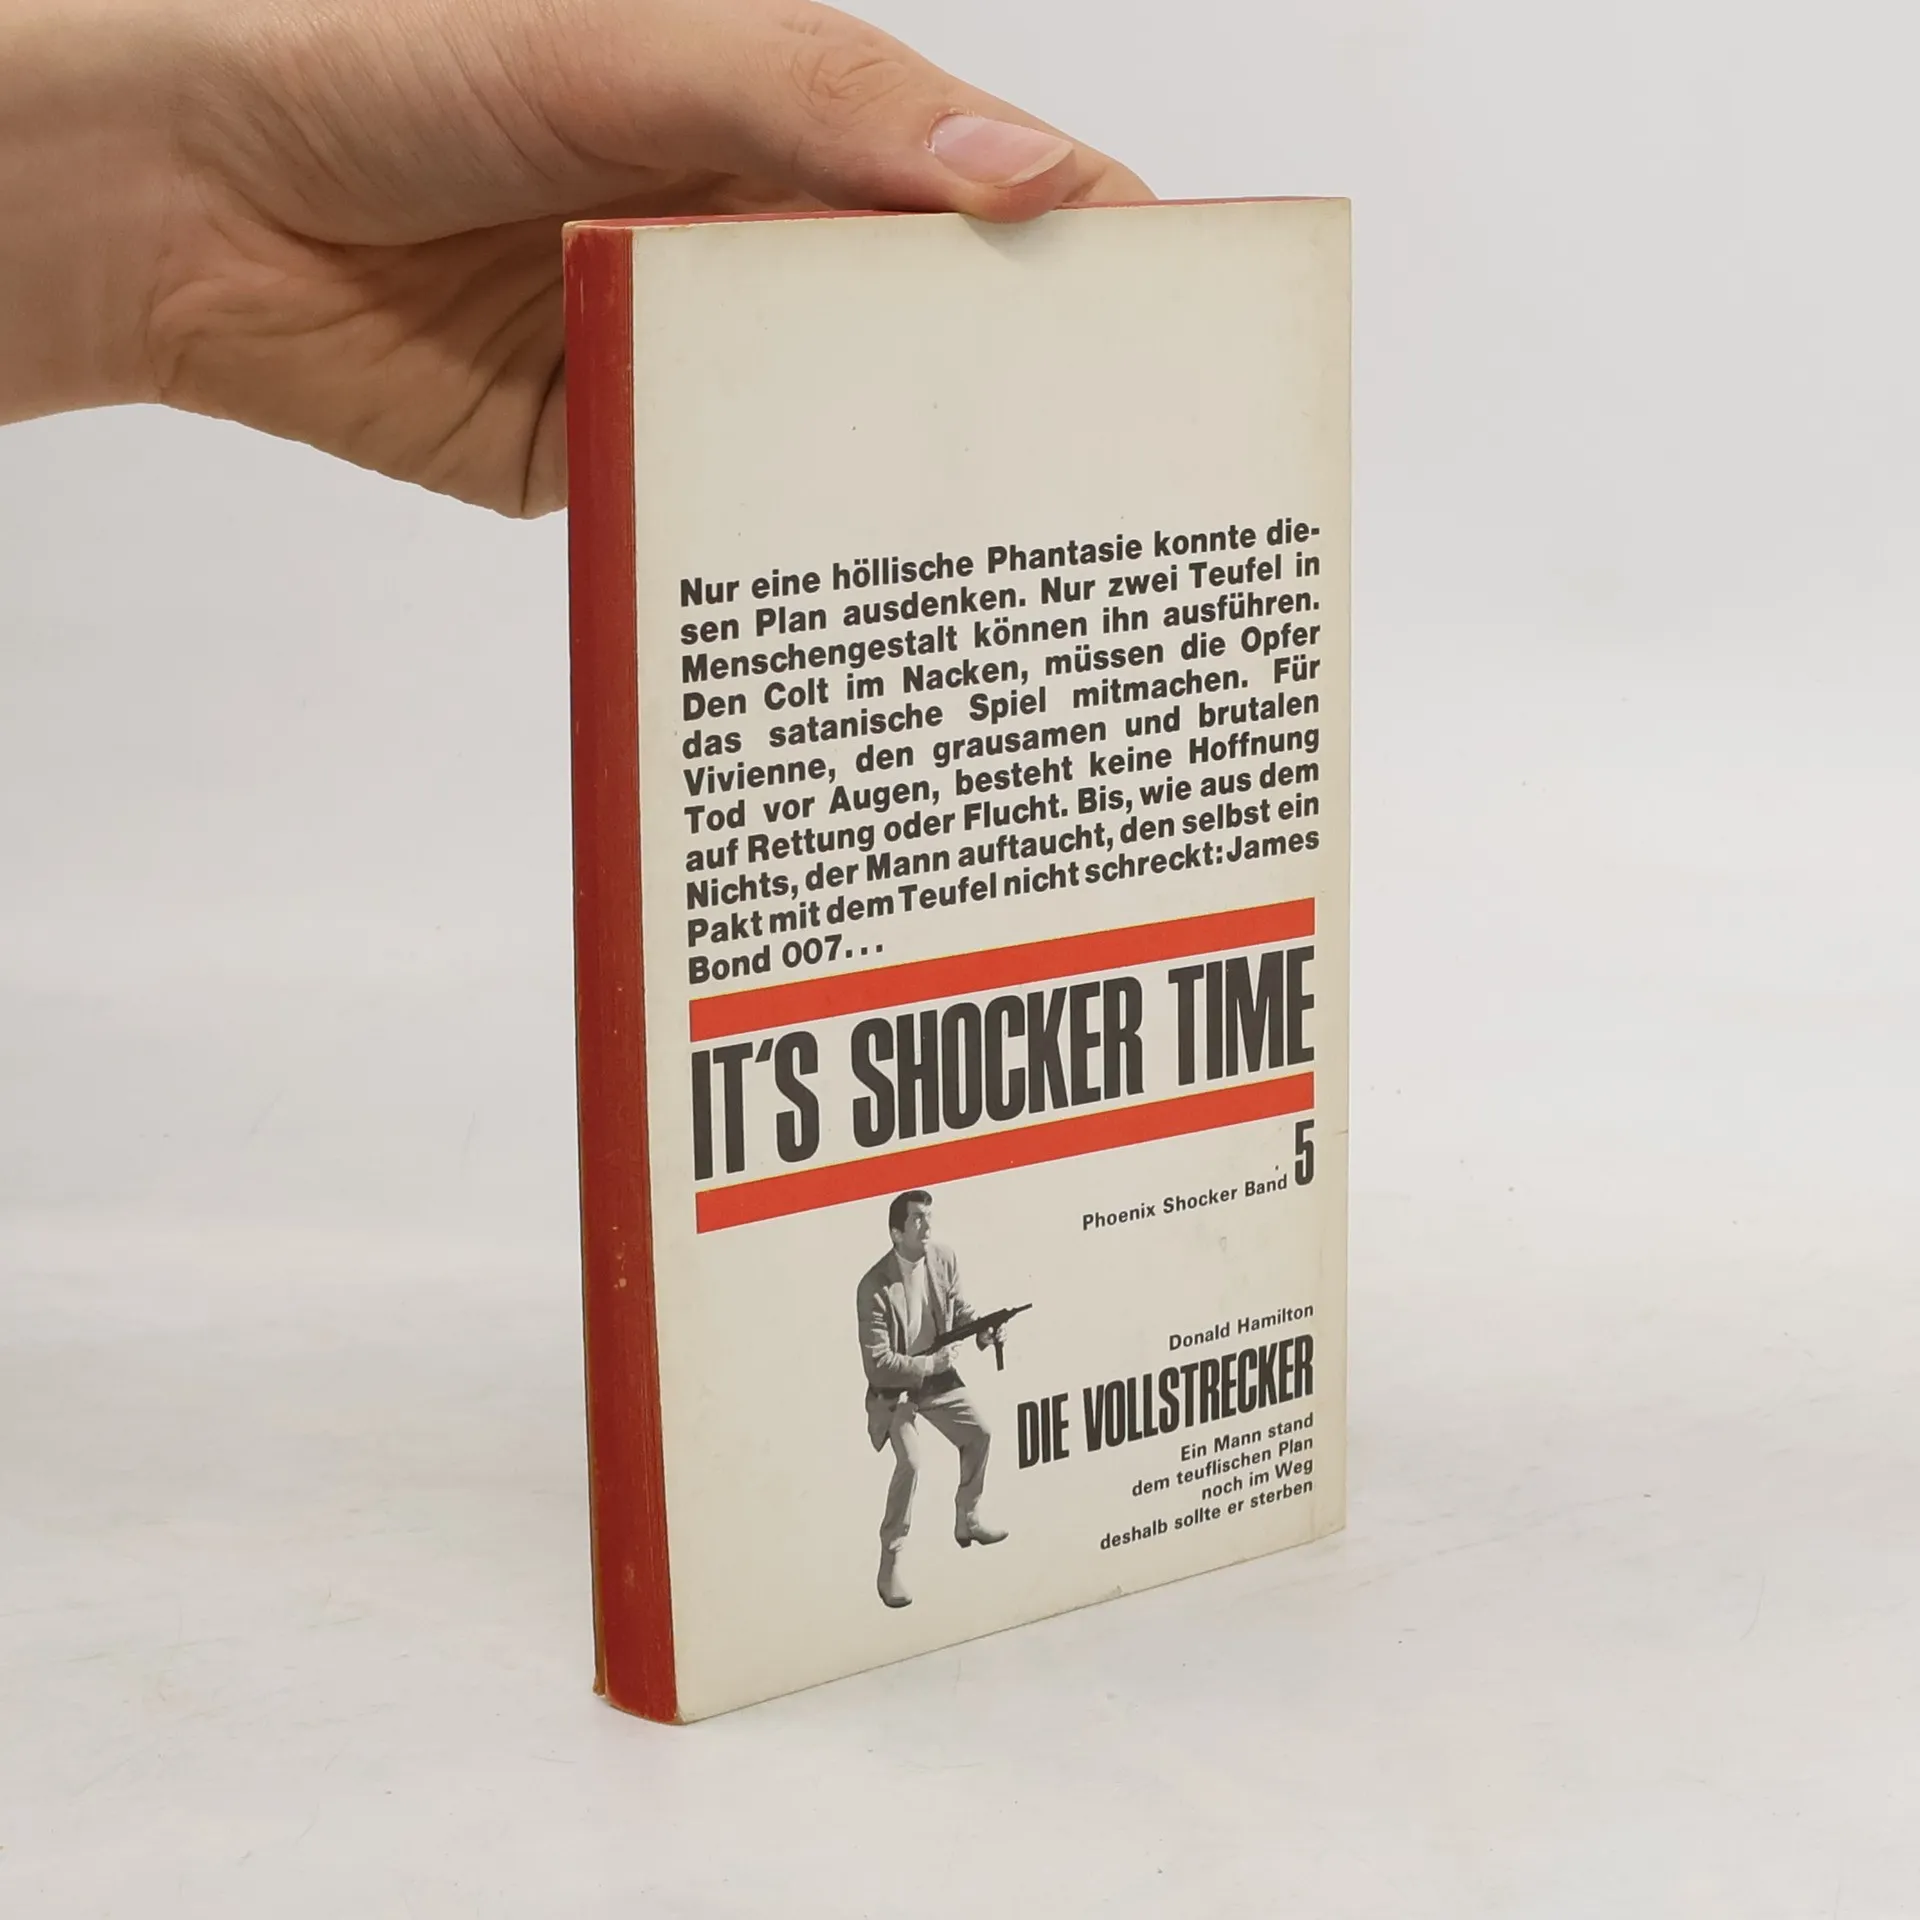 Nur eine höllische Phantasie konnte die-
sen Plan ausdenken. Nur zwei Teufel in
Menschengestalt können ihn ausführen.
Den Colt im Nacken, müssen die Opfer
das satanische Spiel mitmachen. Für
Vivienne, den grausamen und brutalen
Tod vor Augen, besteht keine Hoffnung
auf Rettung oder Flucht. Bis, wie aus dem
Nichts, der Mann auftaucht, den selbst ein
Pakt mit dem Teufel nicht schreckt: James
Bond 007...
IT'S SHOCKER TIME
Phoenix Shocker Band 5
Donald Hamilton
DIE VOLLSTRECKER
Ein Mann stand
dem teuflischen Plan
noch im Weg
deshalb sollte er sterben